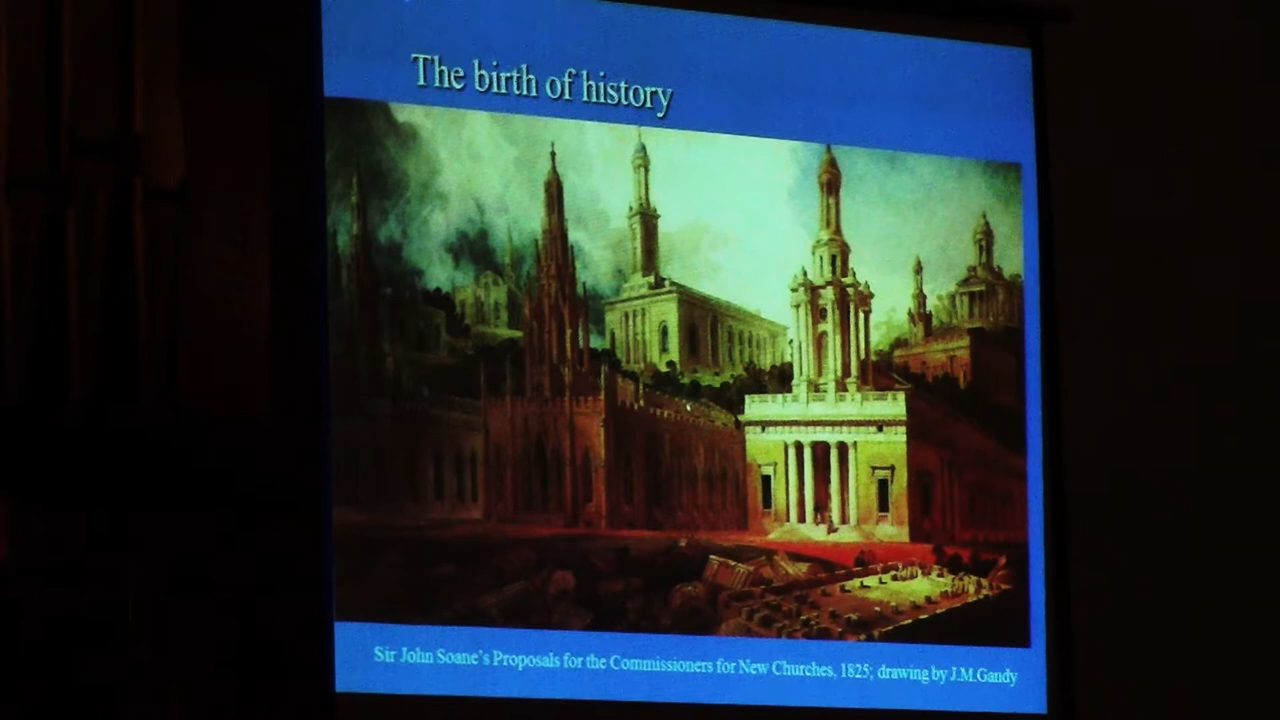 The birth of history
Sir John Soane's Proposals for the Commissioners for New Churches, 1825; drawing by J.M.Gandy